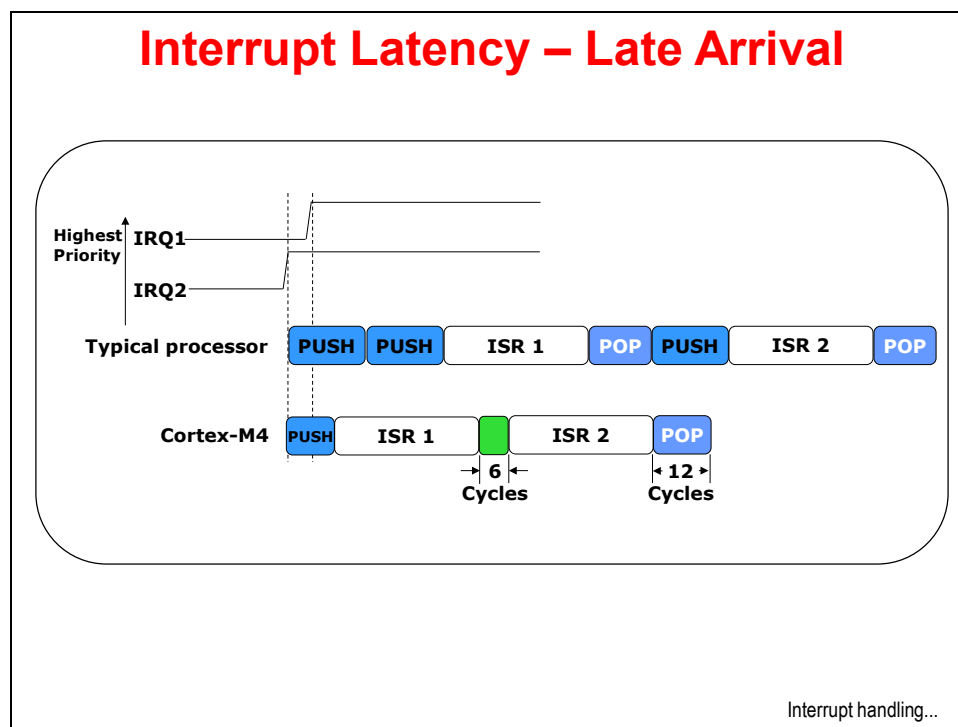 Interrupt Latency – Late Arrival
Highest
Priority
IRQ1
IRQ2
Typical processor
PUSH PUSH ISR 1 POP PUSH ISR 2 POP
Cortex-M4
PUSH ISR 1 ISR 2 POP
6
Cycles
12
Cycles
Interrupt handling...